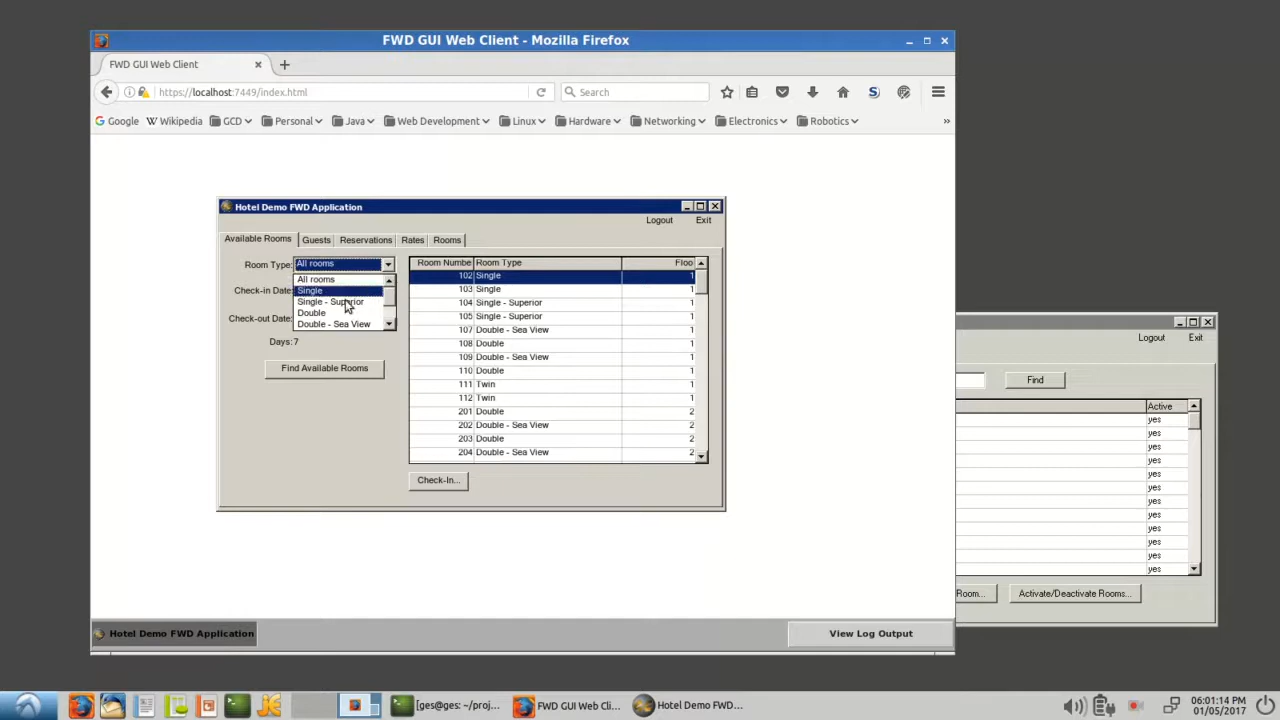 FWD GUI Web Client - Mozilla Firefox
FWD GUI Web Client
https://localhost:7449/index.html
Search
Google Wikipedia GCD Personal Java Web Development Linux Hardware Networking Electronics Robotics »
Hotel Demo FWD Application
Logout Exit
Available Rooms Guests Reservations Rates Rooms
Room Type: All rooms
All rooms
Single
Single - Superior
Double
Double - Sea View
Check-in Date:
Check-out Date:
Days: 7
Find Available Rooms
Room Numbe Room Type Floo
102 Single 1
103 Single 1
104 Single - Superior 1
105 Single - Superior 1
107 Double - Sea View 1
108 Double 1
109 Double - Sea View 1
110 Double 1
111 Twin 1
112 Twin 1
201 Double 2
202 Double - Sea View 2
203 Double 2
204 Double - Sea View 2
Check-In...
Logout Exit
Find
Active
yes
yes
yes
yes
yes
yes
yes
yes
yes
yes
yes
yes
Room... Activate/Deactivate Rooms...
Hotel Demo FWD Application
View Log Output
[ges@ges: ~/proj...
FWD GUI Web Cli...
Hotel Demo FWD...
06:01:14
01/05/2017